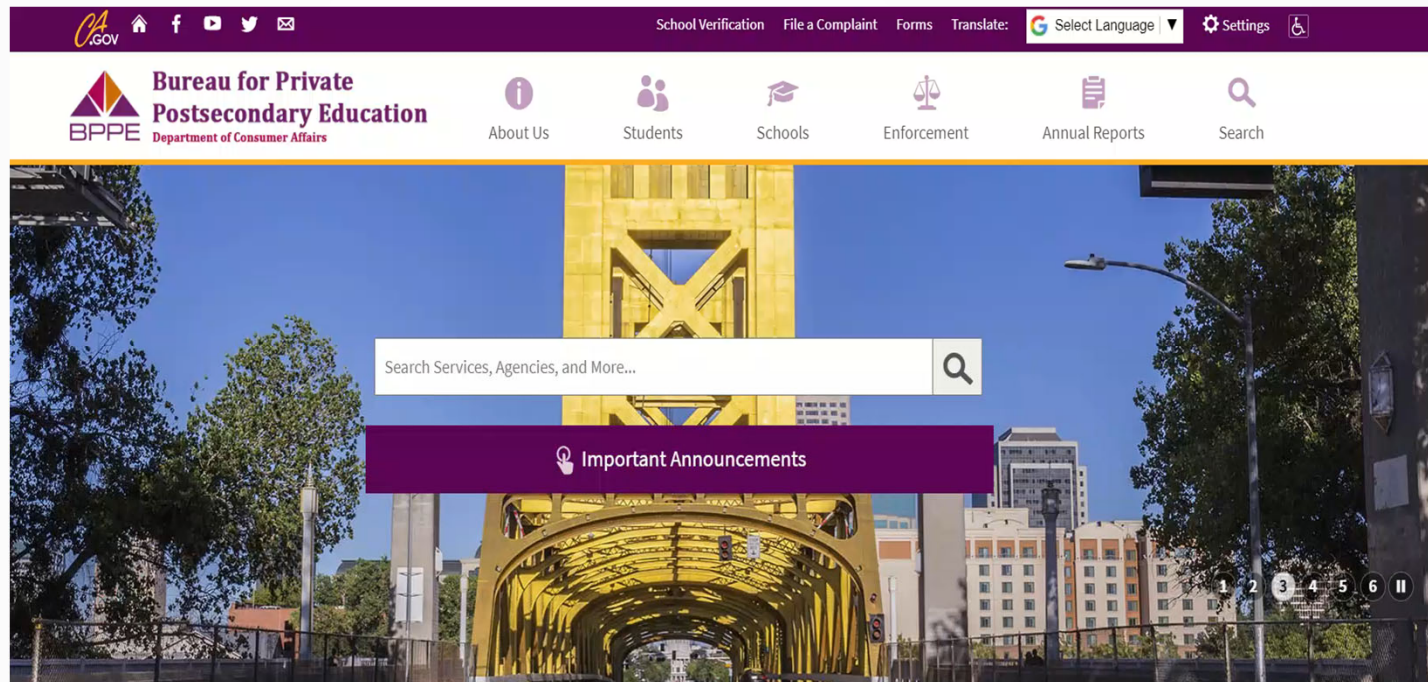 CA
.GOV
School Verification File a Complaint Forms Translate: G Select Language ▼ Settings
Bureau for Private
Postsecondary Education
BPPE Department of Consumer Affairs
About Us Students Schools Enforcement Annual Reports Search
Search Services, Agencies, and More...
Important Announcements
1 2 3 4 5 6